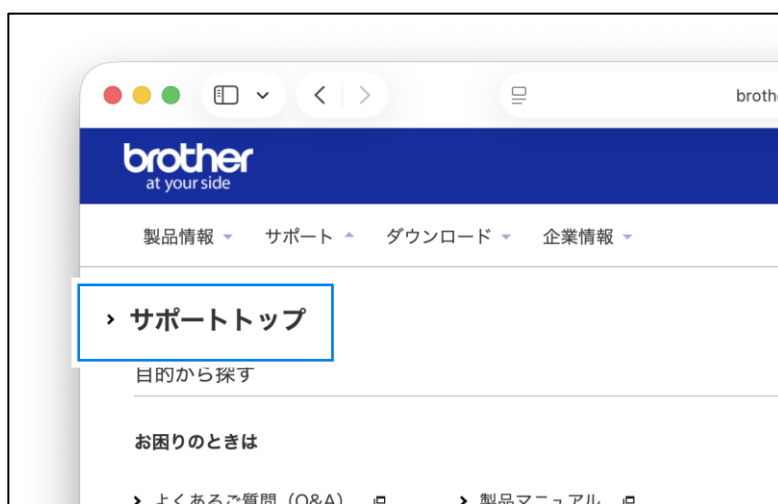 broth
brother
at your side
製品情報 サポート ダウンロード 企業情報
サポートトップ
目的から探す
お困りのときは
よくあるご質問（Q&A） 製品マニュアル